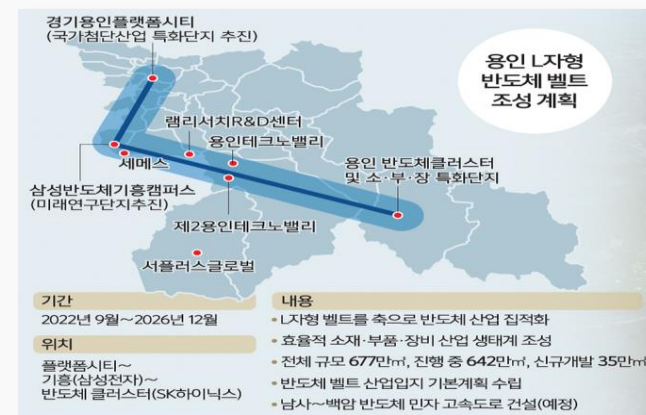 경기용인플랫폼시티
(국가첨단산업 특화단지 추진)
용인 L자형
반도체 벨트
조성 계획
램리서치R&D센터
용인테크노밸리
세메스
용인 반도체클러스터
및 소·부·장 특화단지
삼성반도체기흥캠퍼스
(미래연구단지추진)
제2용인테크노밸리
서플러스글로벌
기간
2022년 9월~2026년 12월
위치
플랫폼시티~
기흥(삼성전자)~
반도체 클러스터(SK하이닉스)
내용
• L자형 벨트를 축으로 반도체 산업 집적화
• 효율적 소재·부품·장비 산업 생태계 조성
• 전체 규모 677만㎡, 진행 중 642만㎡, 신규개발 35만㎡
• 반도체 벨트 산업입지 기본계획 수립
• 남사~백암 반도체 민자 고속도로 건설(예정)